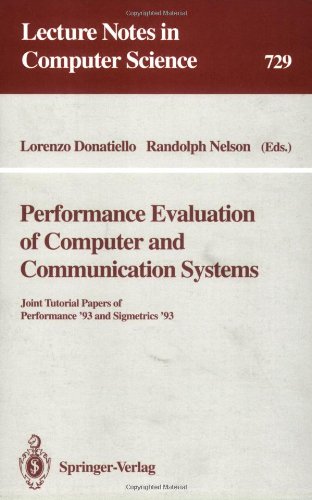 Lecture Notes in
Computer Science 729
Lorenzo Donatiello Randolph Nelson (Eds.)
Performance Evaluation
of Computer and
Communication Systems
Joint Tutorial Papers of
Performance '93 and Sigmetrics '93
Springer-Verlag